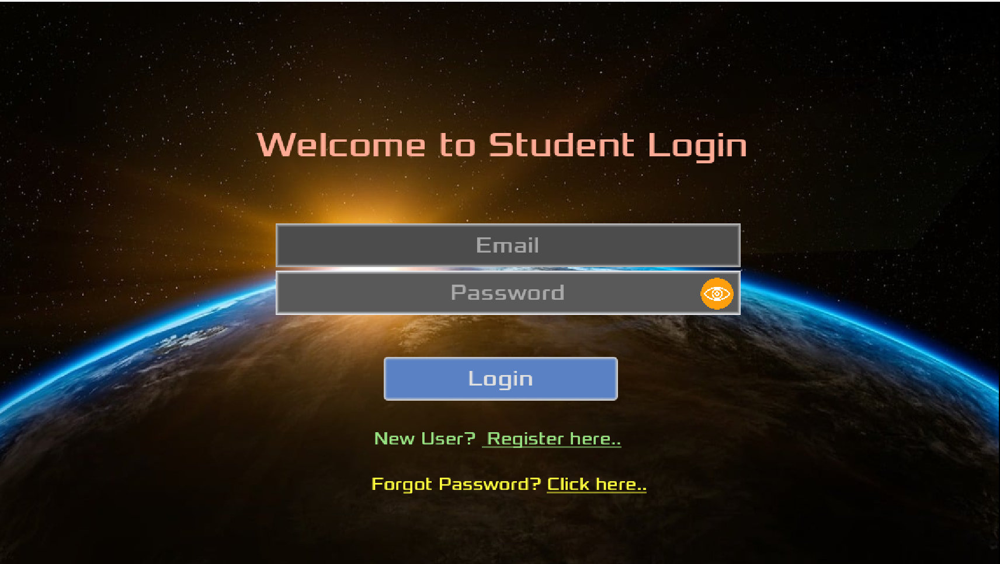 Welcome to Student Login
Email
Password
Login
New User? Register here..
Forgot Password? Click here..